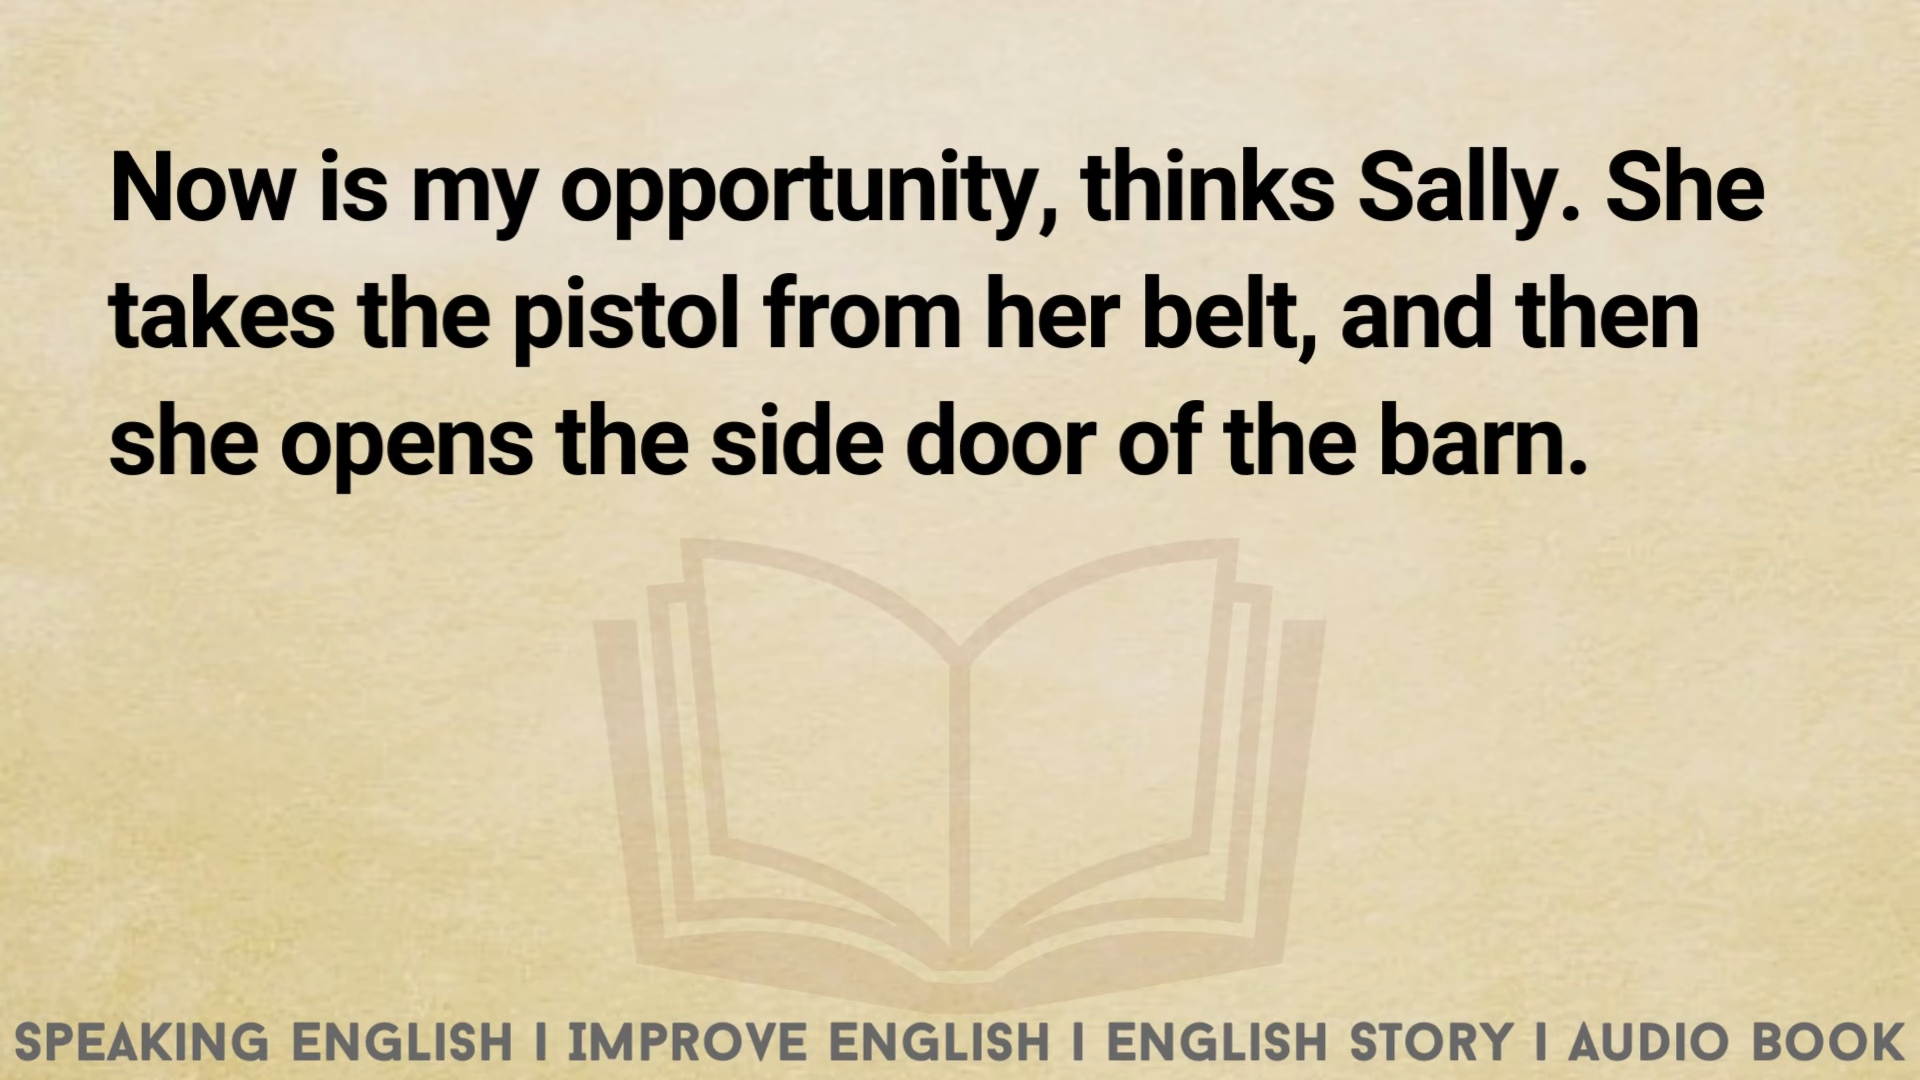 Now is my opportunity, thinks Sally. She
takes the pistol from her belt, and then
she opens the side door of the barn.
SPEAKING ENGLISH I IMPROVE ENGLISH I ENGLISH STORY I AUDIO BOOK